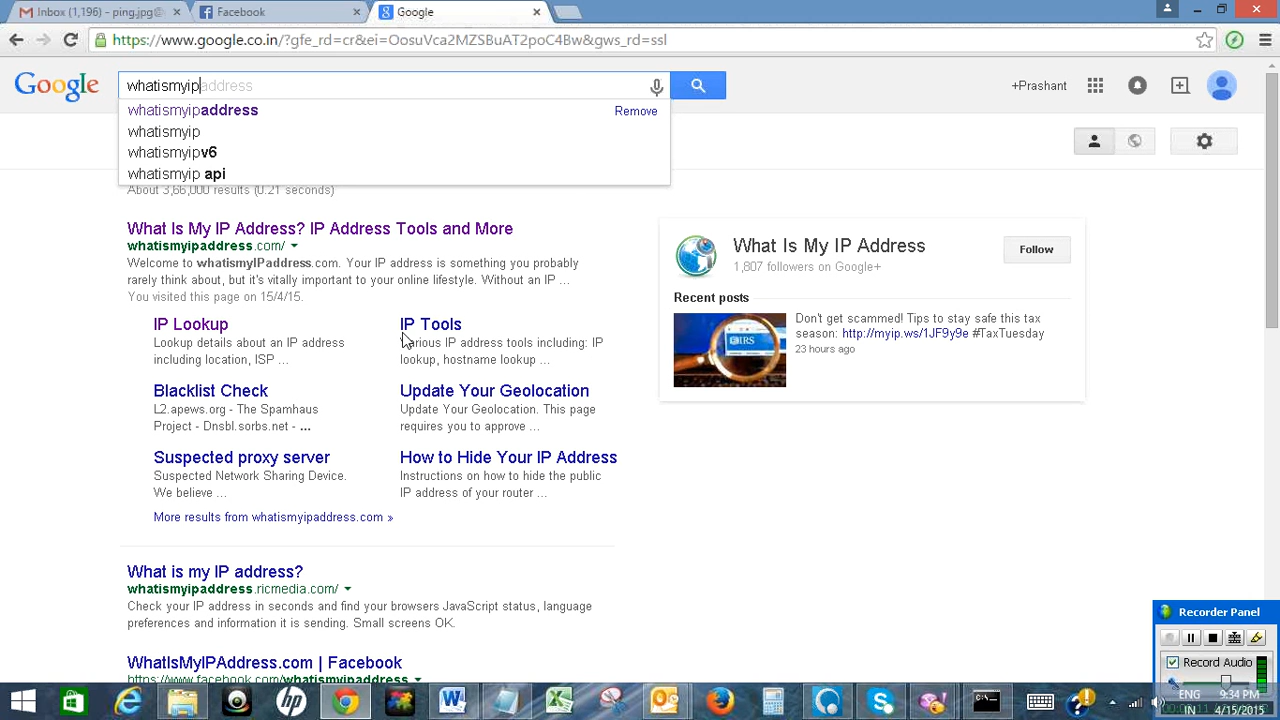 Inbox (1,196) - ping.jpg@
Facebook
Google
https://www.google.co.in/?gfe_rd=cr&ei=OosuVca2MZSBuAT2poC4Bw&gws_rd=ssl
Google
whatismyipaddress
+Prashant
whatismyipaddress
Remove
whatismyip
whatismyipv6
whatismyip api
About 3,66,000 results (0.21 seconds)
What Is My IP Address? IP Address Tools and More
whatismyipaddress.com/
Welcome to whatismyIPaddress.com. Your IP address is something you probably
rarely think about, but it's vitally important to your online lifestyle. Without an IP ...
You visited this page on 15/4/15.
IP Lookup
Lookup details about an IP address
including location, ISP ...
IP Tools
Various IP address tools including: IP
lookup, hostname lookup ...
Blacklist Check
L2.apews.org - The Spamhaus
Project - Dnsbl.sorbs.net - ...
Update Your Geolocation
Update Your Geolocation. This page
requires you to approve ...
Suspected proxy server
Suspected Network Sharing Device.
We believe ...
How to Hide Your IP Address
Instructions on how to hide the public
IP address of your router ...
More results from whatismyipaddress.com »
What is my IP address?
whatismyipaddress.ricmedia.com/
Check your IP address in seconds and find your browsers JavaScript status, language
preferences and information it is sending. Small screens OK.
WhatIsMyIPAddress.com | Facebook
https://www.facebook.com/whatismyipaddress
What Is My IP Address
1,807 followers on Google+
Follow
Recent posts
IRS
Don't get scammed! Tips to stay safe this tax
season: http://myip.ws/1JF9y9e #TaxTuesday
23 hours ago
Recorder Panel
Record Audio
ENG
IN
9:34 PM
4/15/2015